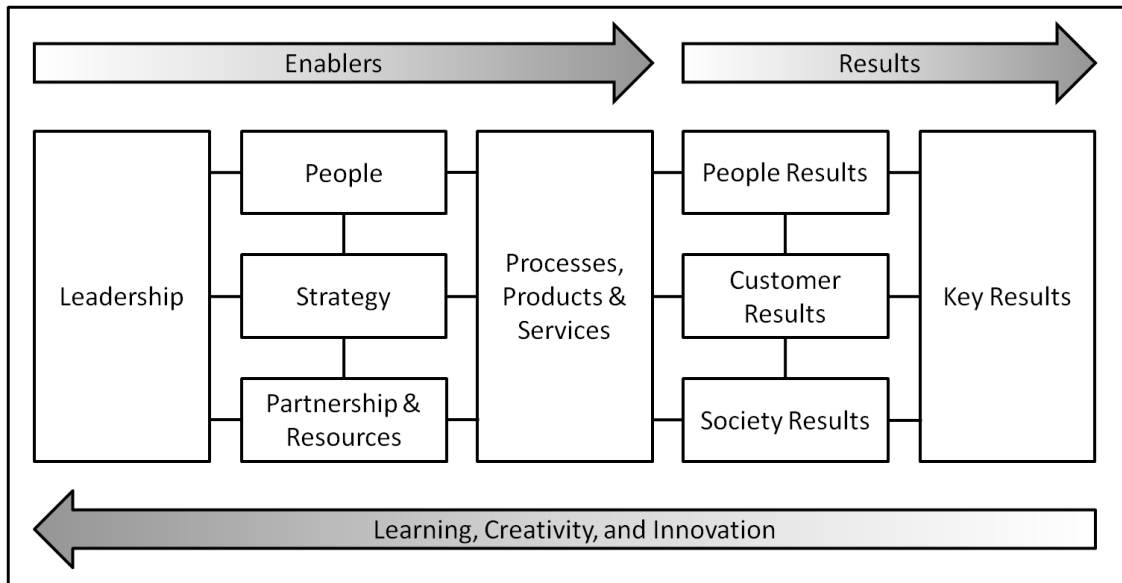 Enablers
Results
Leadership
People
Strategy
Partnership &
Resources
Processes,
Products &
Services
People Results
Customer
Results
Society Results
Key Results
Learning, Creativity, and Innovation